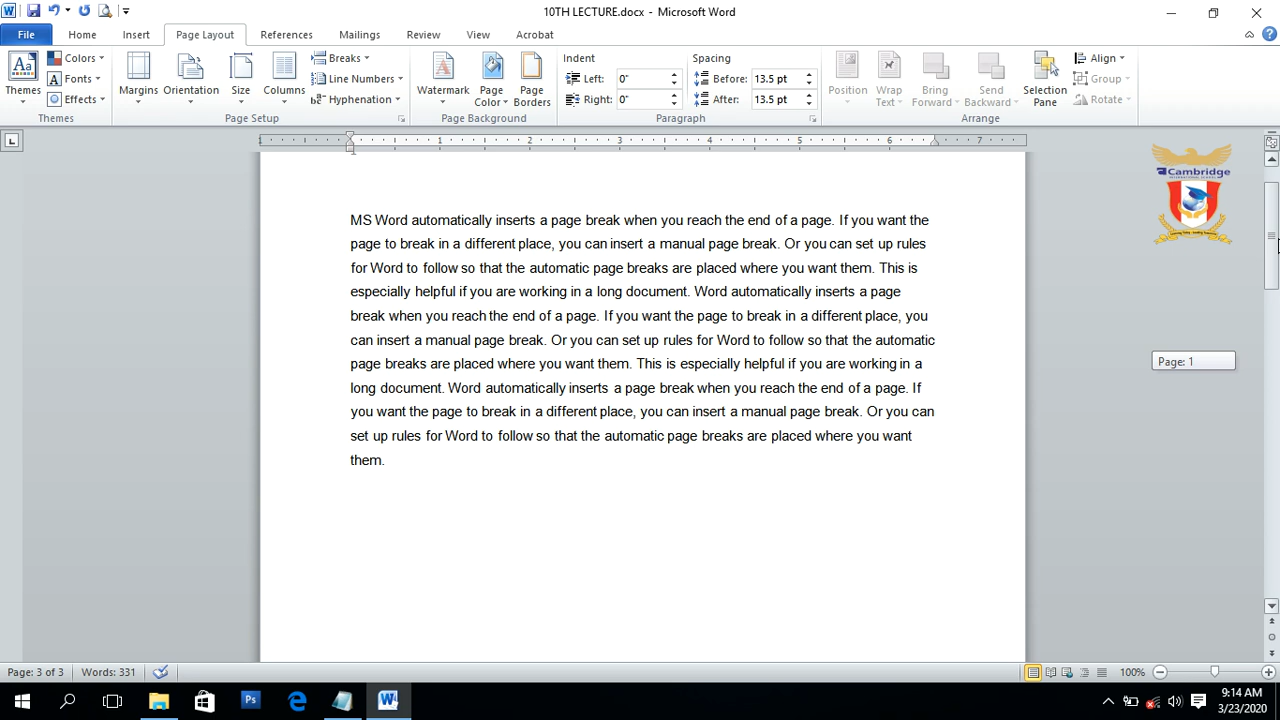 10TH LECTURE.docx - Microsoft Word
File Home Insert Page Layout References Mailings Review View Acrobat
Themes Colors Fonts Effects
Themes
Margins Orientation Size Columns Breaks Line Numbers Hyphenation
Page Setup
Watermark Page Color Page Borders
Page Background
Indent Spacing
Left: 0" Before: 13.5 pt
Right: 0" After: 13.5 pt
Paragraph
Position Wrap Text Bring Forward Send Backward Selection Pane Align Group Rotate
Arrange
1 1 2 3 4 5 6 7
Cambridge
MS Word automatically inserts a page break when you reach the end of a page. If you want the
page to break in a different place, you can insert a manual page break. Or you can set up rules
for Word to follow so that the automatic page breaks are placed where you want them. This is
especially helpful if you are working in a long document. Word automatically inserts a page
break when you reach the end of a page. If you want the page to break in a different place, you
can insert a manual page break. Or you can set up rules for Word to follow so that the automatic
page breaks are placed where you want them. This is especially helpful if you are working in a
long document. Word automatically inserts a page break when you reach the end of a page. If
you want the page to break in a different place, you can insert a manual page break. Or you can
set up rules for Word to follow so that the automatic page breaks are placed where you want
them.
Page: 1
Page: 3 of 3 Words: 331 100%
Ps
9:14 AM
3/23/2020